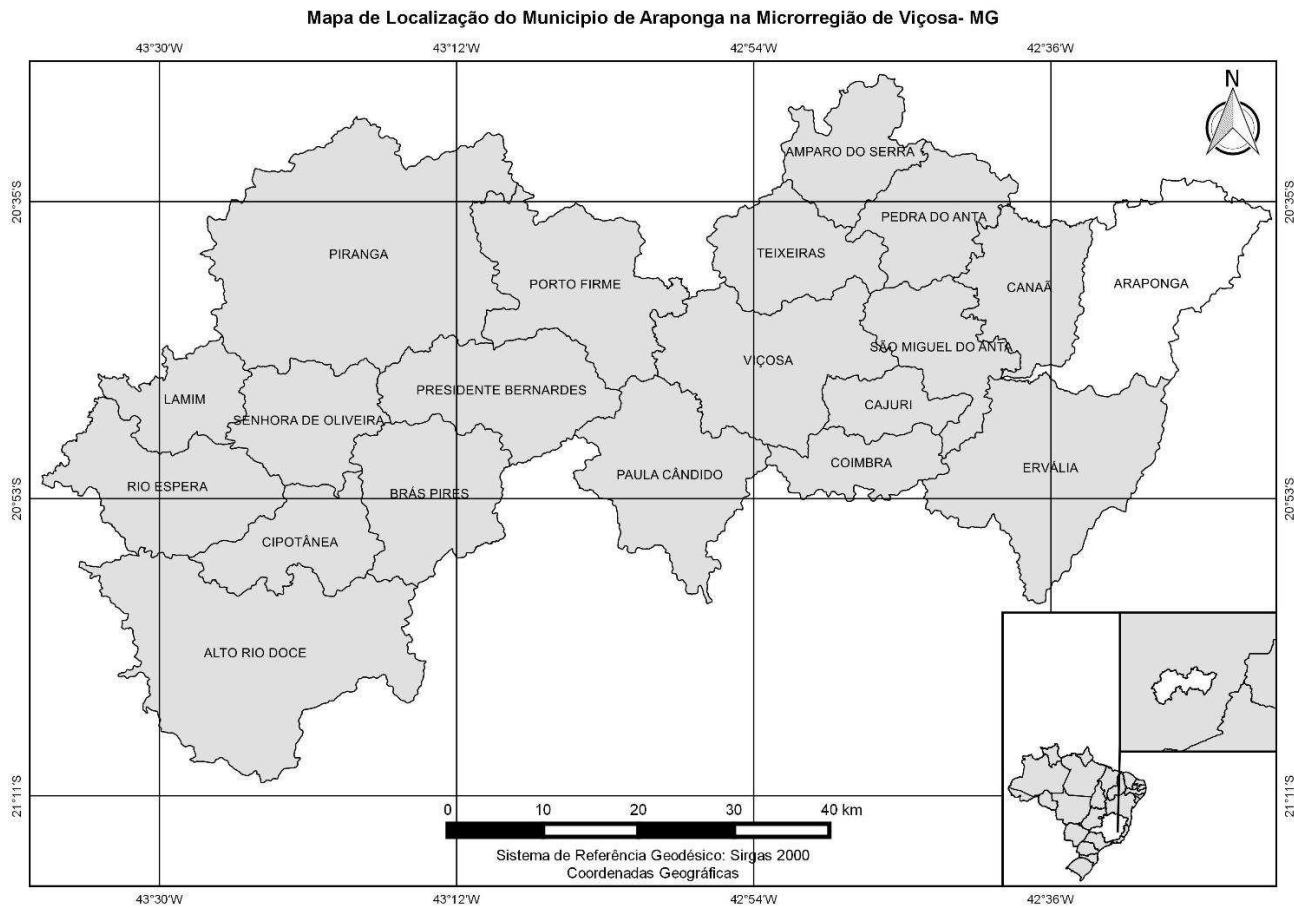 Mapa de Localização do Municipio de Araponga na Microrregião de Viçosa- MG
43°30'W
43°12'W
42°54'W
42°36'W
N
AMPARO DO SERRA
20°35'S
20°35'S
PEDRA DO ANTA
PIRANGA
TEIXEIRAS
PORTO FIRME
CANAÃ
ARAPONGA
SÃO MIGUEL DO ANTA
VIÇOSA
PRESIDENTE BERNARDES
LAMIM
CAJURI
SENHORA DE OLIVEIRA
COIMBRA
ERVÁLIA
PAULA CÂNDIDO
RIO ESPERA
BRÁS PIRES
20°53'S
20°53'S
CIPOTÂNEA
ALTO RIO DOCE
21°11'S
21°11'S
0 10 20 30 40 km
Sistema de Referência Geodésico: Sirgas 2000
Coordenadas Geográficas
43°30'W
43°12'W
42°54'W
42°36'W